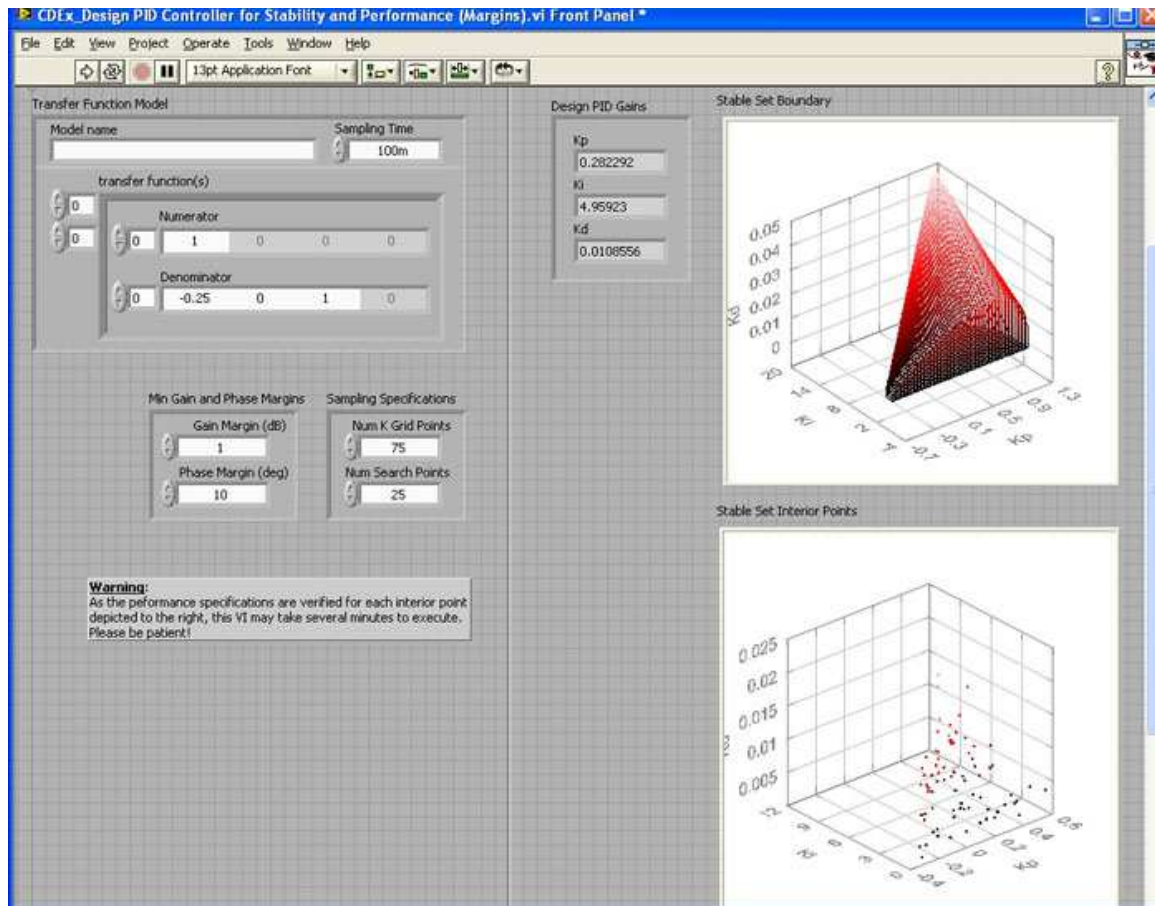 CDEx_Design PID Controller for Stability and Performance (Margins).vi Front Panel *
File Edit View Project Operate Tools Window Help
13pt Application Font
?
Transfer Function Model
Model name
Sampling Time
100m
transfer function(s)
0
0
Numerator
0 1 0 0 0
Denominator
0 -0.25 0 1 0
Min Gain and Phase Margins
Gain Margin (dB)
1
Phase Margin (deg)
10
Sampling Specifications
Num K Grid Points
75
Num Search Points
25
Warning:
As the peformance specifications are verified for each interior point
depicted to the right, this VI may take several minutes to execute.
Please be patient!
Design PID Gains
Kp
0.282292
Ki
4.95923
Kd
0.0108556
Stable Set Boundary
0.05
0.04
0.03
0.02
0.01
0
Kd
20
14
8
2
Ki
-0.7
-0.3
0.1
0.5
0.9
1.3
Kp
Stable Set Interior Points
0.025
0.02
0.015
0.01
0.005
12
9
6
3
0
Ki
-0.4
-0.2
0
0.2
0.4
0.6
Kp